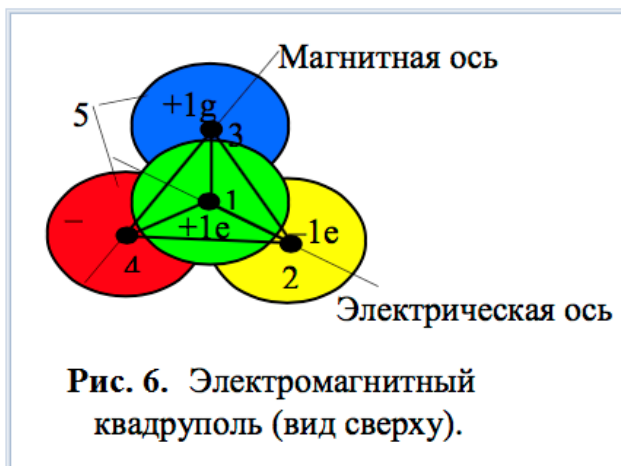 Магнитная ось
5
+1g
3
1
+1e
–
–1e
4
2
Электрическая ось
Рис. 6. Электромагнитный
квадруполь (вид сверху).